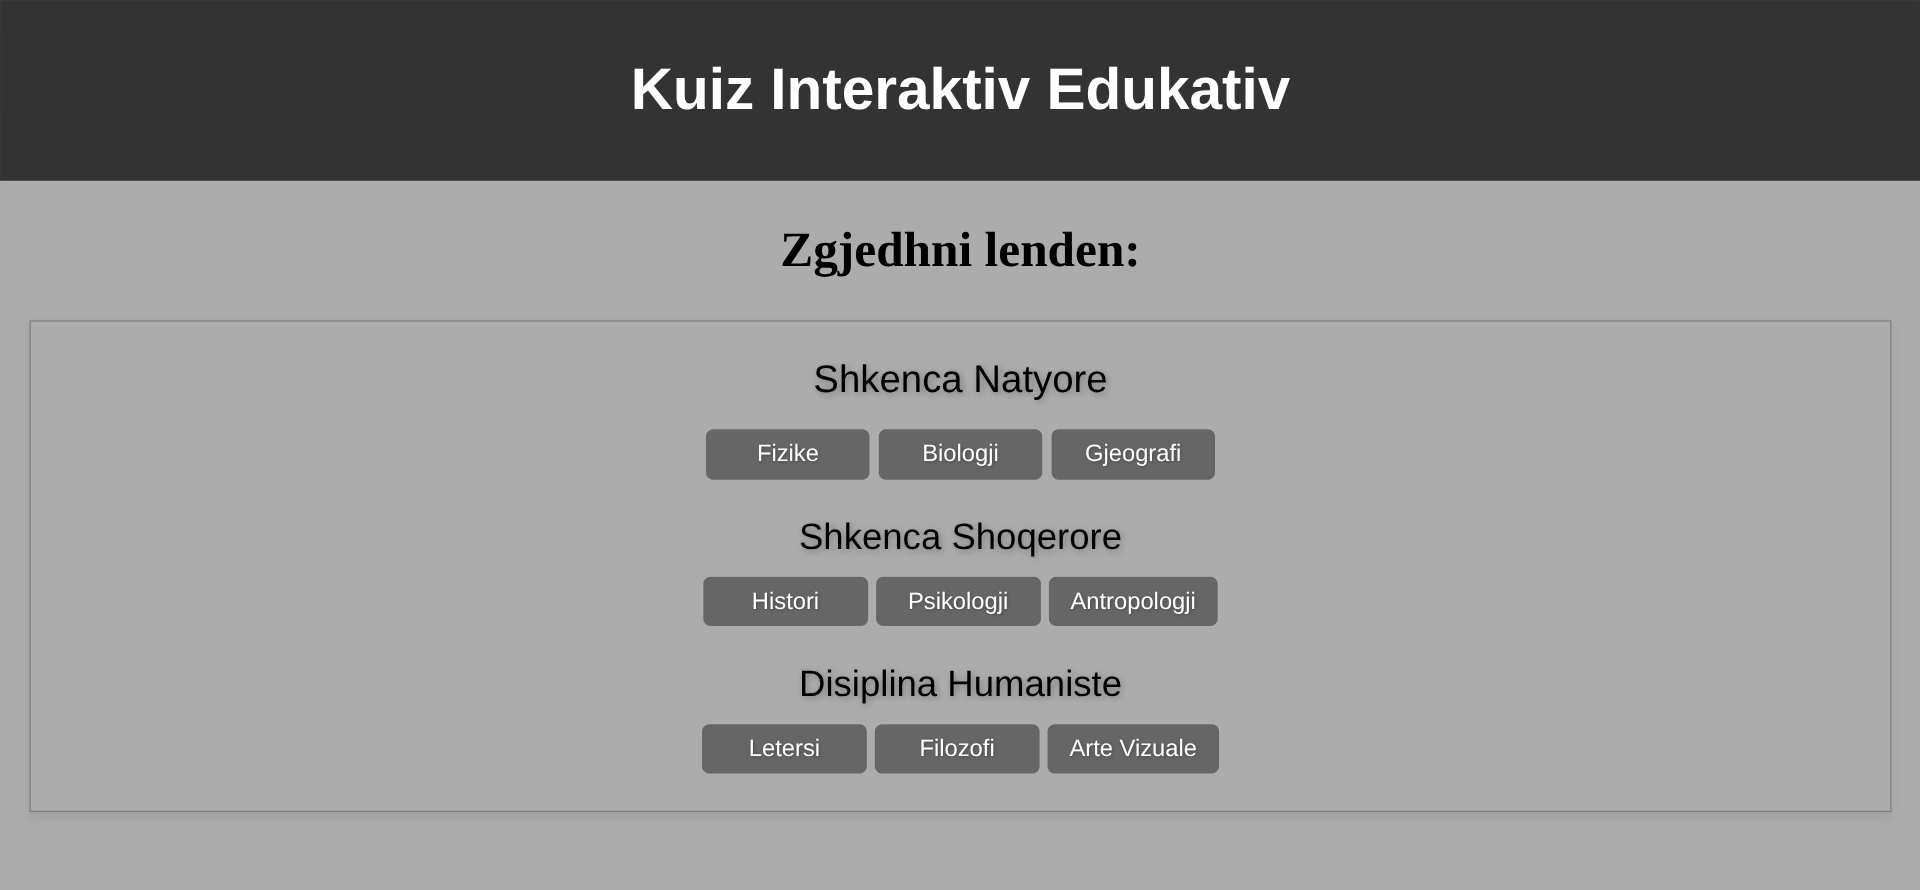 Kuiz Interaktiv Edukativ
Zgjedhni lenden:
Shkenca Natyore
Fizike Biologji Gjeografi
Shkenca Shoqerore
Histori Psikologji Antropologji
Disiplina Humaniste
Letersi Filozofi Arte Vizuale